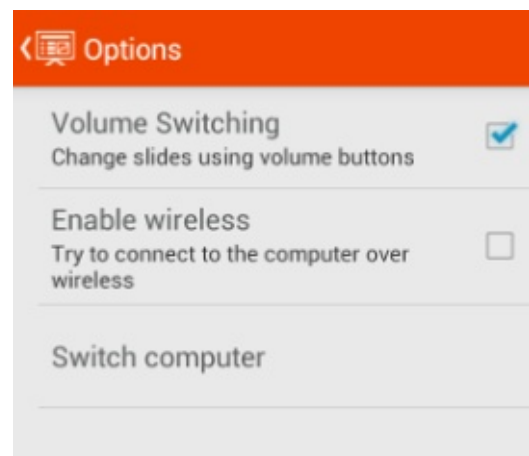 Options
Volume Switching
Change slides using volume buttons
Enable wireless
Try to connect to the computer over
wireless
Switch computer